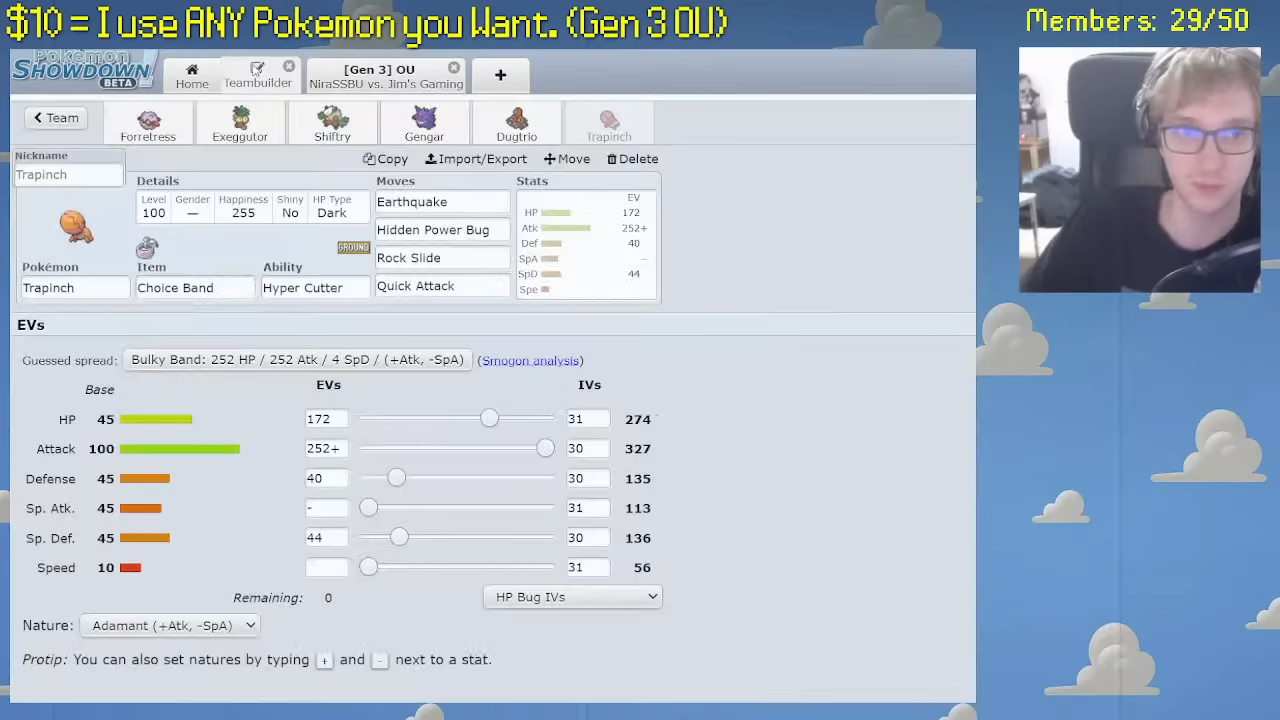 $10 = I use ANY Pokemon you Want. (Gen 3 OU)
Members: 29/50
Pokémon
SHOWDOWN
BETA
Home
Teambuilder
[Gen 3] OU
NiraSSBU vs. Jim's Gaming
+
Team
Forretress
Exeggutor
Shiftry
Gengar
Dugtrio
Trapinch
Copy
Import/Export
Move
Delete
Nickname
Trapinch
Details
Level
Gender
Happiness
Shiny
HP Type
100
—
255
No
Dark
GROUND
Pokémon
Item
Ability
Trapinch
Choice Band
Hyper Cutter
Moves
Earthquake
Hidden Power Bug
Rock Slide
Quick Attack
Stats
EV
HP 172
Atk 252+
Def 40
SpA –
SpD 44
Spe
EVs
Guessed spread: Bulky Band: 252 HP / 252 Atk / 4 SpD / (+Atk, -SpA) (Smogon analysis)
Base EVs IVs
HP 45 172 31 274
Attack 100 252+ 30 327
Defense 45 40 30 135
Sp. Atk. 45 - 31 113
Sp. Def. 45 44 30 136
Speed 10 31 56
Remaining: 0 HP Bug IVs
Nature: Adamant (+Atk, -SpA)
Protip: You can also set natures by typing + and - next to a stat.